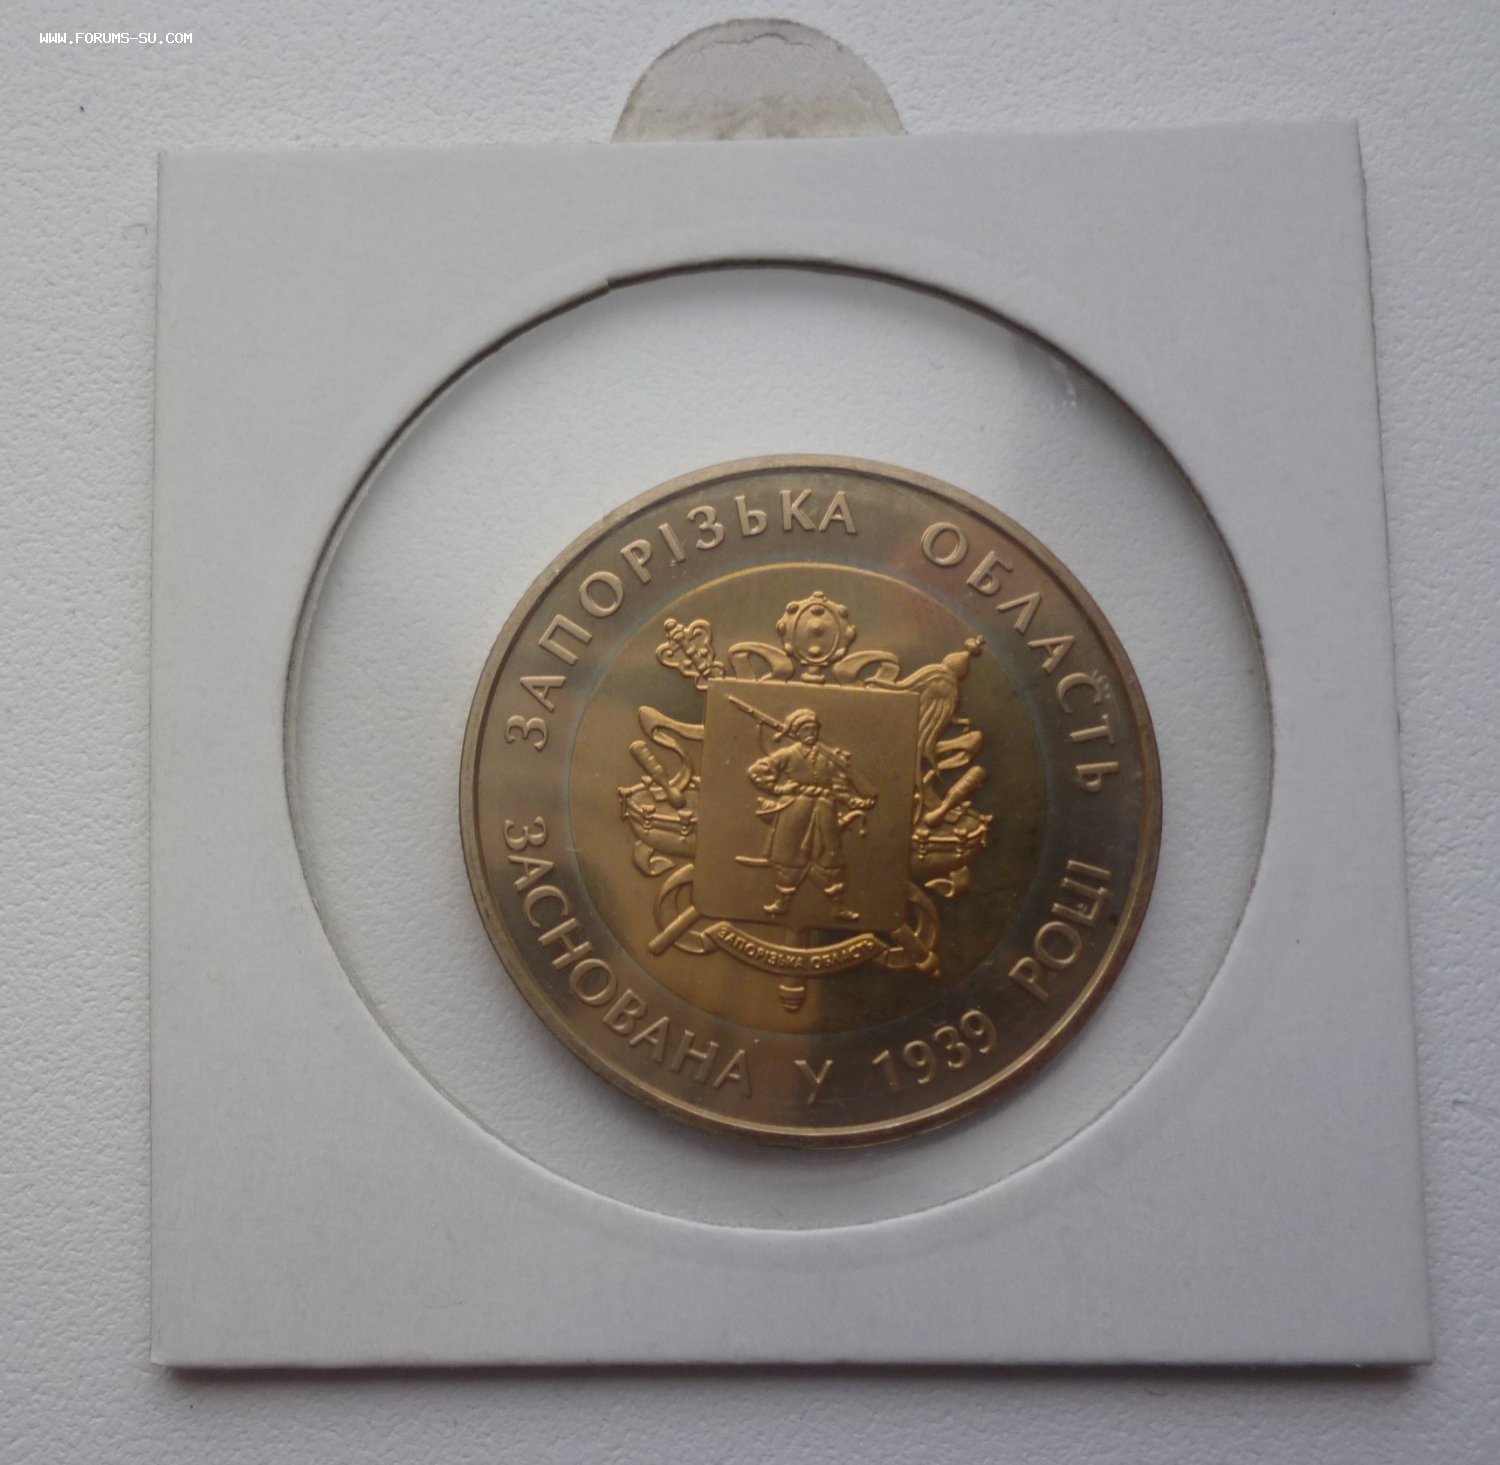 WWW.FORUMS-SU.COM
ЗАПОРІЗЬКА ОБЛАСТЬ
ЗАПОРІЗЬКА ОБЛАСТЬ
ЗАСНОВАНА У 1939 РОЦІ